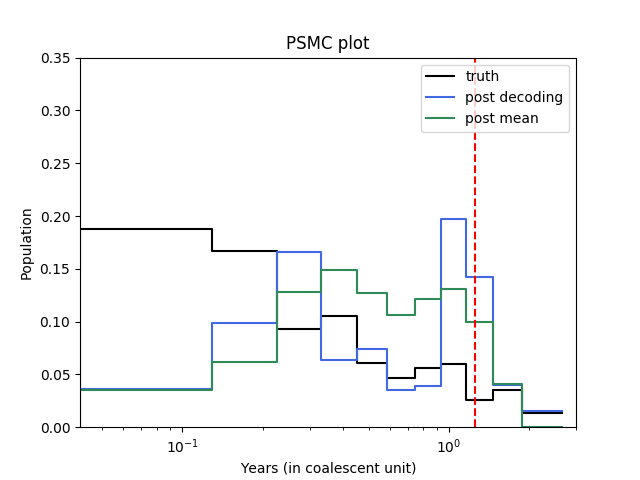 PSMC plot
truth
post decoding
post mean
0.35
0.30
0.25
0.20
0.15
0.10
0.05
0.00
Population
10⁻¹
10⁰
Years (in coalescent unit)